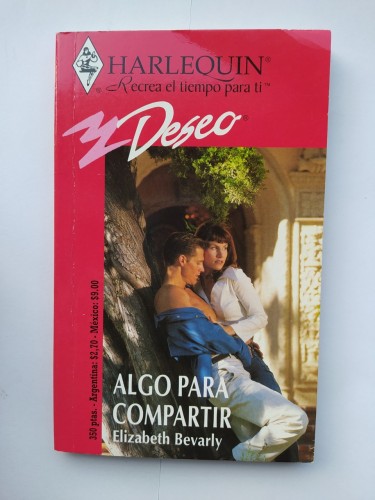 HARLEQUIN®
Recrea el tiempo para ti™
Deseo®
350 ptas. · Argentina: $2,70 · México: $9.00
ALGO PARA
COMPARTIR
Elizabeth Bevarly